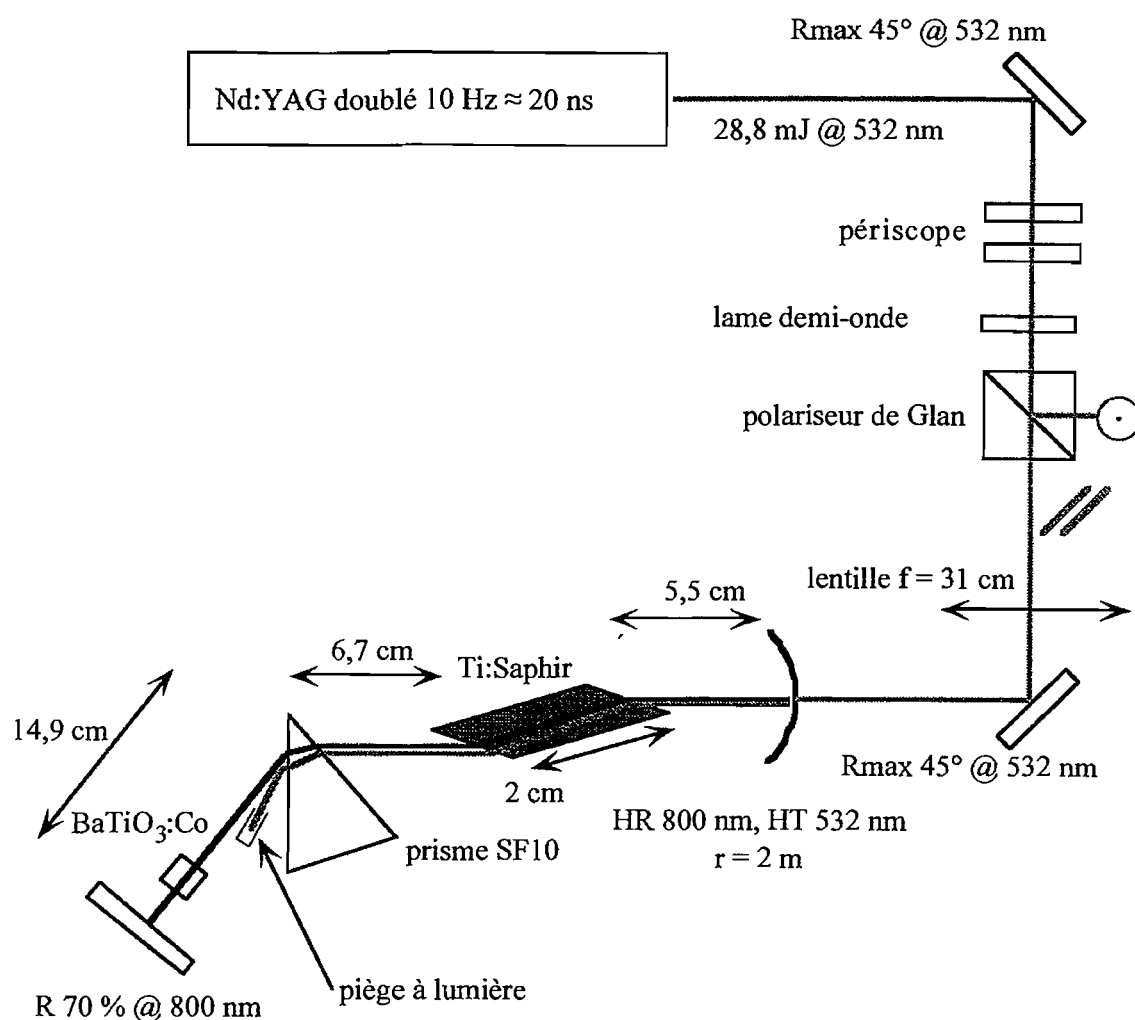 Rmax 45° @ 532 nm
Nd:YAG doublé 10 Hz ≈ 20 ns
28,8 mJ @ 532 nm
périscope
lame demi-onde
polariseur de Glan
lentille f = 31 cm
5,5 cm
6,7 cm
Ti:Saphir
14,9 cm
2 cm
Rmax 45° @ 532 nm
BaTiO3:Co
HR 800 nm, HT 532 nm
r = 2 m
prisme SF10
piège à lumière
R 70 % @ 800 nm